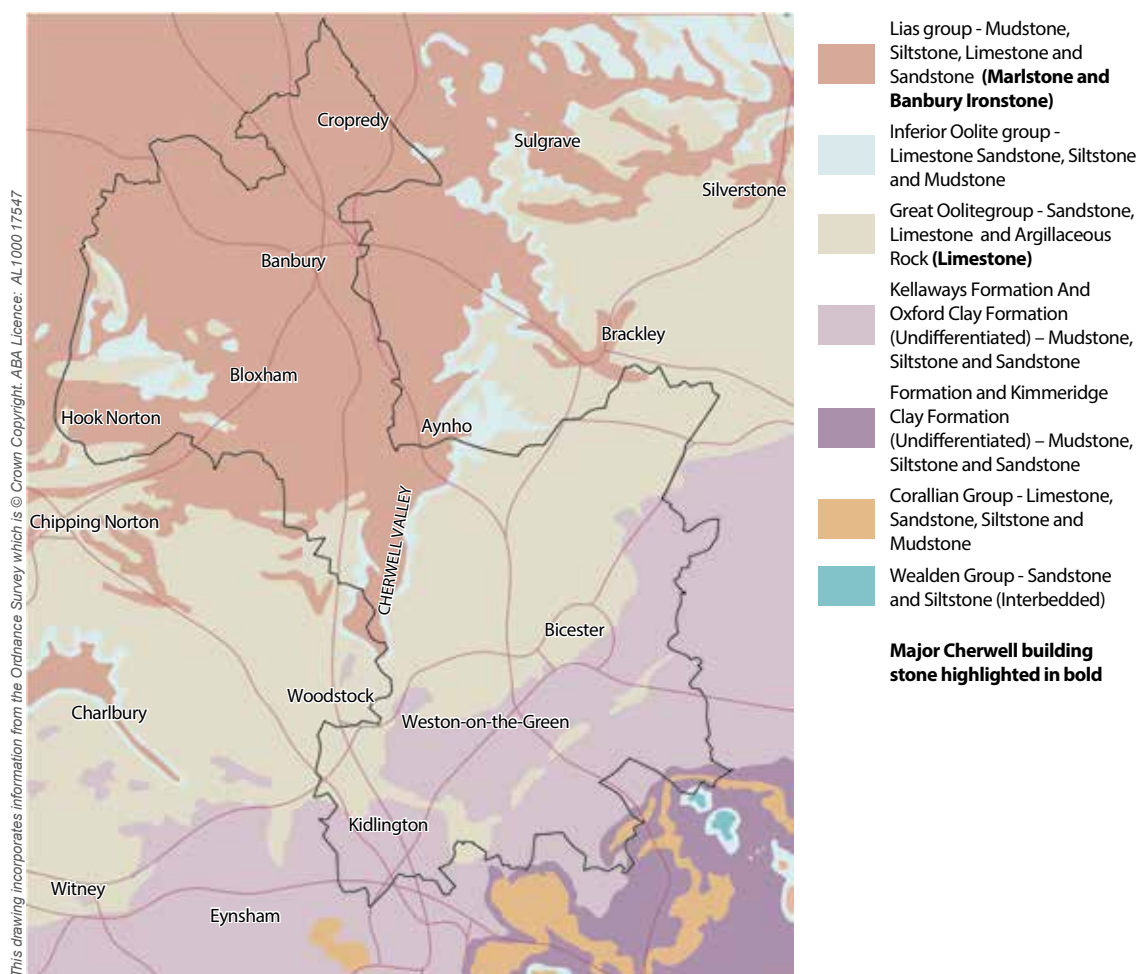 This drawing incorporates information from the Ordnance Survey which is © Crown Copyright. ABA Licence: AL1000 17547
Cropredy
Sulgrave
Silverstone
Banbury
Brackley
Bloxham
Hook Norton
Aynho
CHERWELL VALLEY
Chipping Norton
Bicester
Woodstock
Charlbury
Weston-on-the-Green
Kidlington
Witney
Eynsham
Lias group - Mudstone,
Siltstone, Limestone and
Sandstone (Marlstone and
Banbury Ironstone)
Inferior Oolite group -
Limestone Sandstone, Siltstone
and Mudstone
Great Oolitegroup - Sandstone,
Limestone and Argillaceous
Rock (Limestone)
Kellaways Formation And
Oxford Clay Formation
(Undifferentiated) – Mudstone,
Siltstone and Sandstone
Formation and Kimmeridge
Clay Formation
(Undifferentiated) – Mudstone,
Siltstone and Sandstone
Corallian Group - Limestone,
Sandstone, Siltstone and
Mudstone
Wealden Group - Sandstone
and Siltstone (Interbedded)
Major Cherwell building
stone highlighted in bold